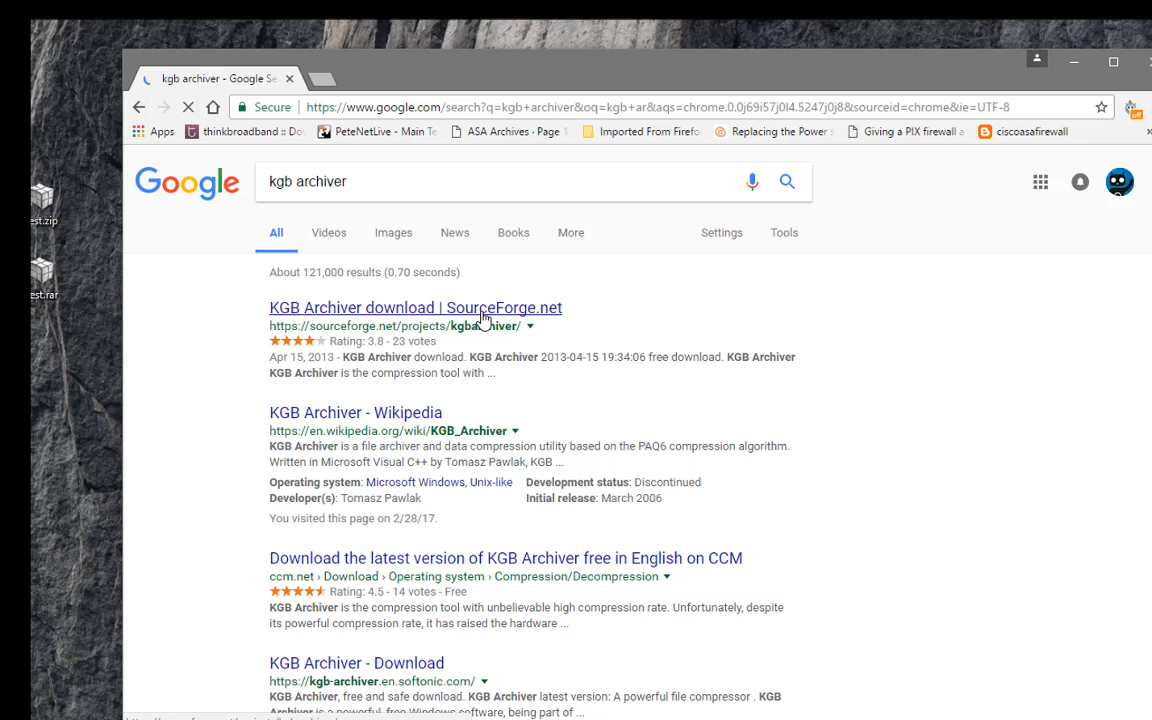 kgb archiver - Google Se
Secure
https://www.google.com/search?q=kgb+archiver&oq=kgb+ar&aqs=chrome.0.0j69i57j0l4.5247j0j8&sourceid=chrome&ie=UTF-8
off
Apps thinkbroadband :: Do PeteNetLive - Main Te ASA Archives - Page 1 Imported From Firefo Replacing the Power s Giving a PIX firewall a ciscoasafirewall
Google
kgb archiver
All Videos Images News Books More Settings Tools
About 121,000 results (0.70 seconds)
est.zip
est.rar
KGB Archiver download | SourceForge.net
https://sourceforge.net/projects/kgbarchiver/
Rating: 3.8 - 23 votes
Apr 15, 2013 - KGB Archiver download. KGB Archiver 2013-04-15 19:34:06 free download. KGB Archiver
KGB Archiver is the compression tool with ...
KGB Archiver - Wikipedia
https://en.wikipedia.org/wiki/KGB_Archiver
KGB Archiver is a file archiver and data compression utility based on the PAQ6 compression algorithm.
Written in Microsoft Visual C++ by Tomasz Pawlak, KGB ...
Operating system: Microsoft Windows, Unix-like Development status: Discontinued
Developer(s): Tomasz Pawlak Initial release: March 2006
You visited this page on 2/28/17.
Download the latest version of KGB Archiver free in English on CCM
ccm.net › Download › Operating system › Compression/Decompression
Rating: 4.5 - 14 votes - Free
KGB Archiver is the compression tool with unbelievable high compression rate. Unfortunately, despite
its powerful compression rate, it has raised the hardware ...
KGB Archiver - Download
https://kgb-archiver.en.softonic.com/
KGB Archiver, free and safe download. KGB Archiver latest version: A powerful file compressor . KGB
Archiver is a powerful, free Windows software, being part of ...